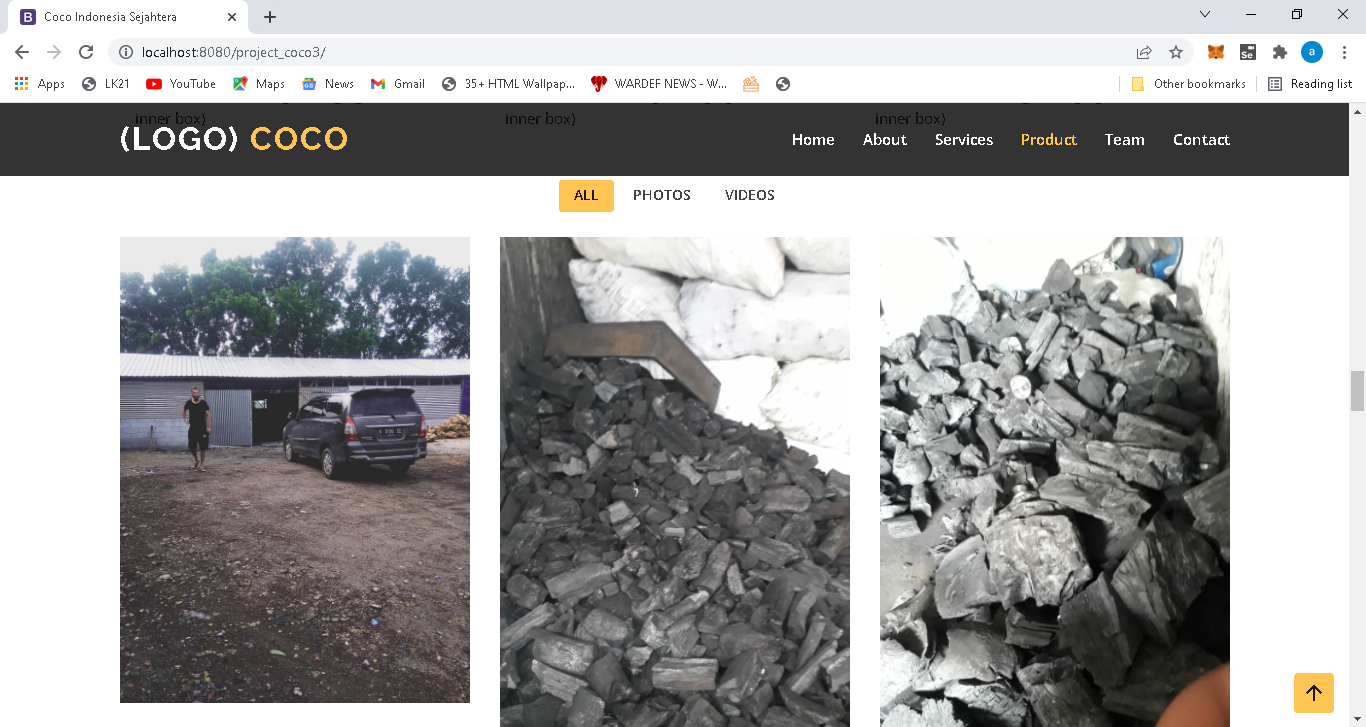 Coco Indonesia Sejahtera
localhost:8080/project_coco3/
Apps LK21 YouTube Maps News Gmail 35+ HTML Wallpap... WARDEF NEWS - W... Other bookmarks Reading list
inner box) inner box) inner box)
(LOGO) COCO Home About Services Product Team Contact
ALL PHOTOS VIDEOS